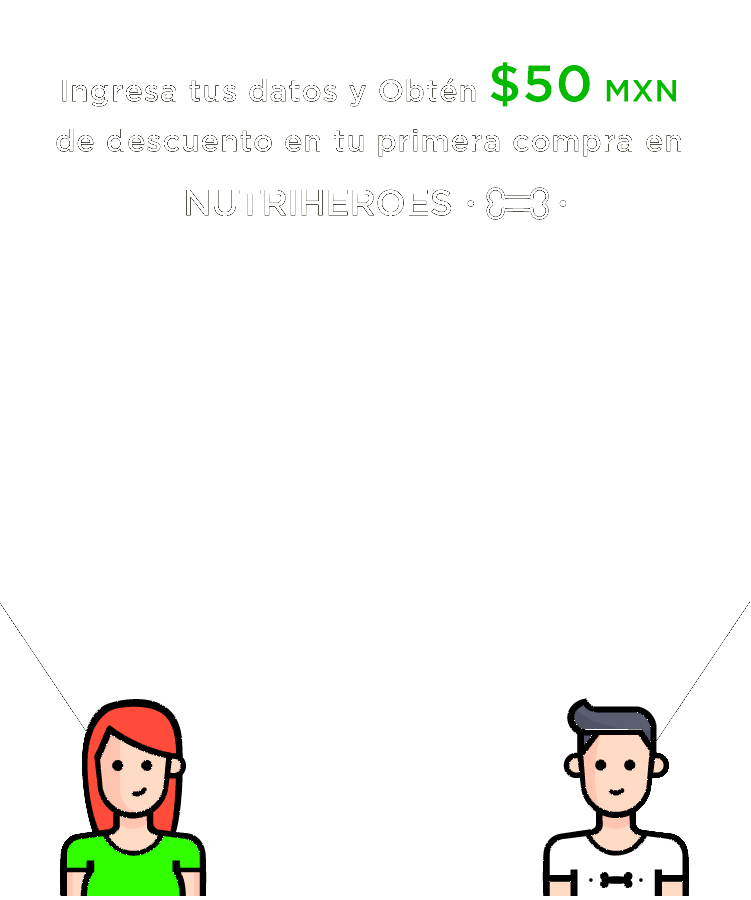 Ingresa tus datos y Obtén $50 MXN
de descuento en tu primera compra en
NUTRIHEROES